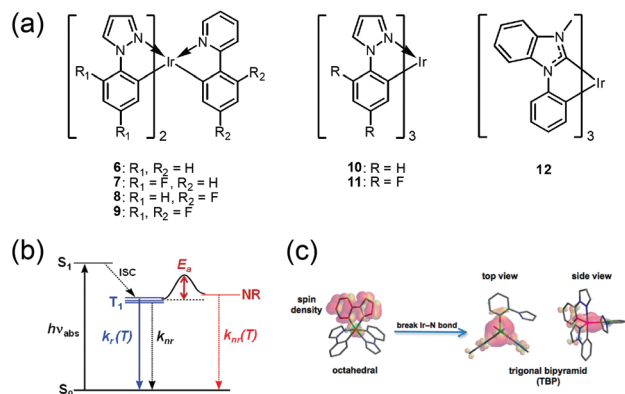 (a)
N N Ir N N N Ir N N Ir
R1 R2 R
R1 2 R2 R 3 3
6: R1, R2 = H 10: R = H 12
7: R1 = F, R2 = H 11: R = F
8: R1 = H, R2 = F
9: R1, R2 = F
(b)
S1
ISC
Ea
NR
T1
hνabs
kr(T) knr knr(T)
S0
(c)
top view side view
spin
density
break Ir–N bond
octahedral
trigonal bipyramid
(TBP)